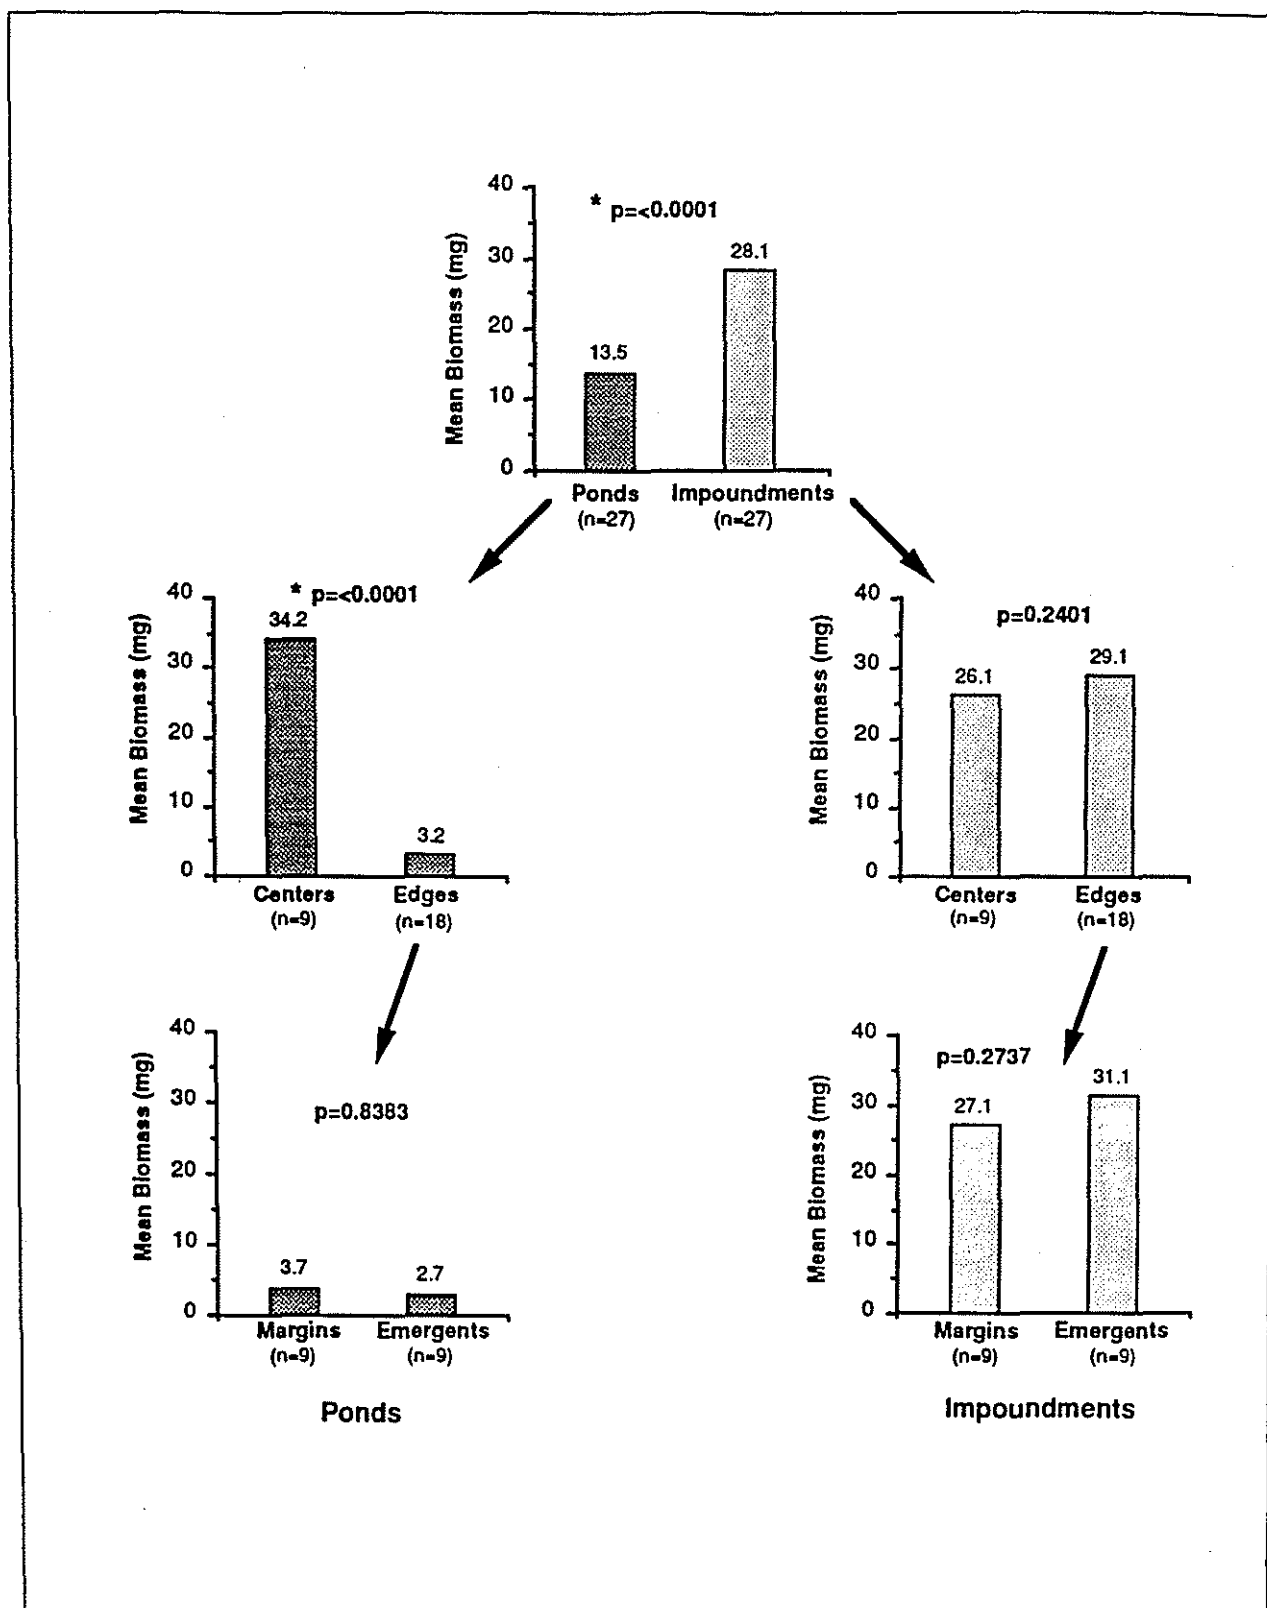 40
* p=<0.0001
30
28.1
Mean Biomass (mg)
20
13.5
10
0
Ponds Impoundments
(n=27) (n=27)
40
* p=<0.0001
34.2
30
Mean Biomass (mg)
20
10
3.2
0
Centers Edges
(n=9) (n=18)
40
p=0.2401
30
29.1
26.1
Mean Biomass (mg)
20
10
0
Centers Edges
(n=9) (n=18)
40
30
p=0.8383
Mean Biomass (mg)
20
10
3.7 2.7
0
Margins Emergents
(n=9) (n=9)
Ponds
40
p=0.2737
31.1
30
27.1
Mean Biomass (mg)
20
10
0
Margins Emergents
(n=9) (n=9)
Impoundments